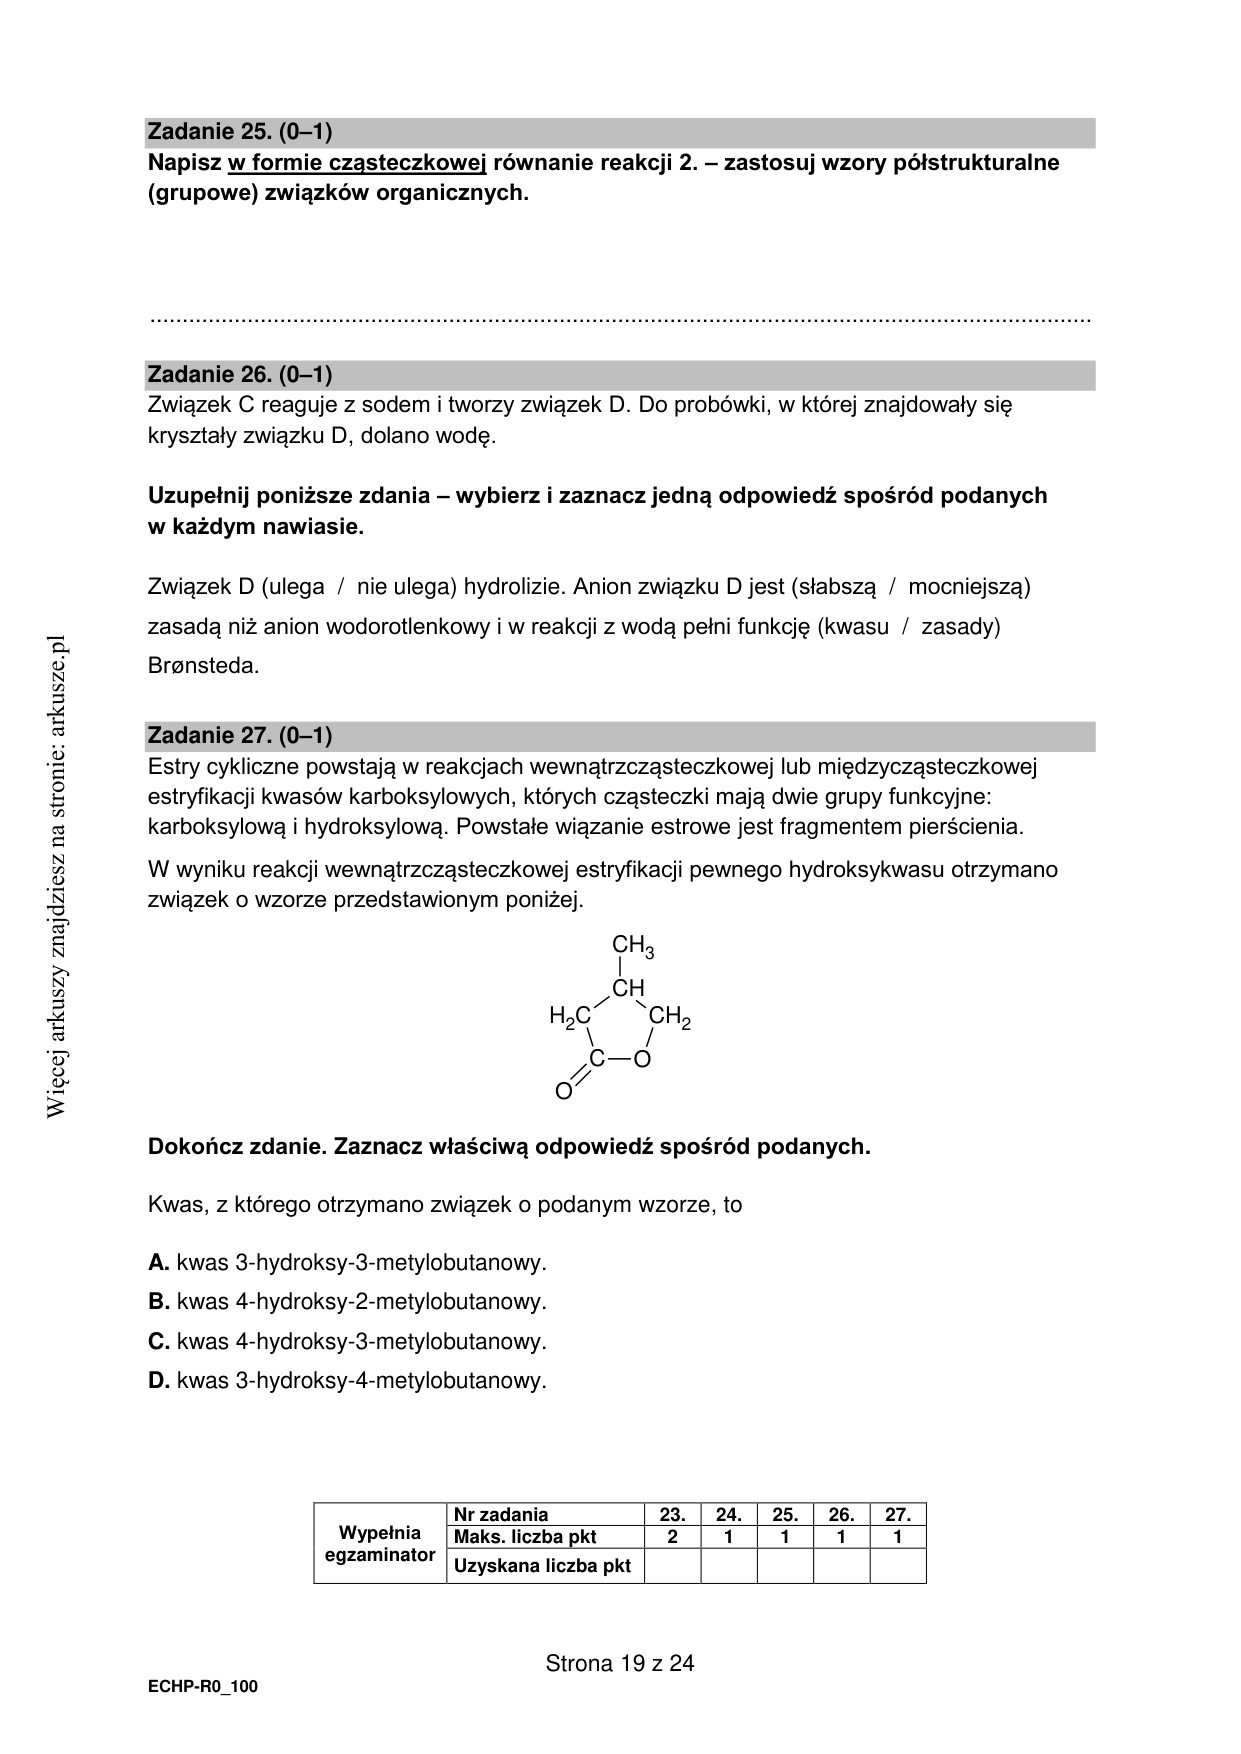 Zadanie 25. (0–1)
Napisz w formie cząsteczkowej równanie reakcji 2. – zastosuj wzory półstrukturalne
(grupowe) związków organicznych.
....................................................................................................................................................
Zadanie 26. (0–1)
Związek C reaguje z sodem i tworzy związek D. Do probówki, w której znajdowały się
kryształy związku D, dolano wodę.
Uzupełnij poniższe zdania – wybierz i zaznacz jedną odpowiedź spośród podanych
w każdym nawiasie.
Związek D (ulega / nie ulega) hydrolizie. Anion związku D jest (słabszą / mocniejszą)
zasadą niż anion wodorotlenkowy i w reakcji z wodą pełni funkcję (kwasu / zasady)
Brønsteda.
Zadanie 27. (0–1)
Estry cykliczne powstają w reakcjach wewnątrzcząsteczkowej lub międzycząsteczkowej
estryfikacji kwasów karboksylowych, których cząsteczki mają dwie grupy funkcyjne:
karboksylową i hydroksylową. Powstałe wiązanie estrowe jest fragmentem pierścienia.
W wyniku reakcji wewnątrzcząsteczkowej estryfikacji pewnego hydroksykwasu otrzymano
związek o wzorze przedstawionym poniżej.
CH3
CH
H2C CH2
C O
O
Dokończ zdanie. Zaznacz właściwą odpowiedź spośród podanych.
Kwas, z którego otrzymano związek o podanym wzorze, to
A. kwas 3-hydroksy-3-metylobutanowy.
B. kwas 4-hydroksy-2-metylobutanowy.
C. kwas 4-hydroksy-3-metylobutanowy.
D. kwas 3-hydroksy-4-metylobutanowy.
Wypełnia
egzaminator
Nr zadania 23. 24. 25. 26. 27.
Maks. liczba pkt 2 1 1 1 1
Uzyskana liczba pkt
Strona 19 z 24
ECHP-R0_100
Więcej arkuszy znajdziesz na stronie: arkusze.pl